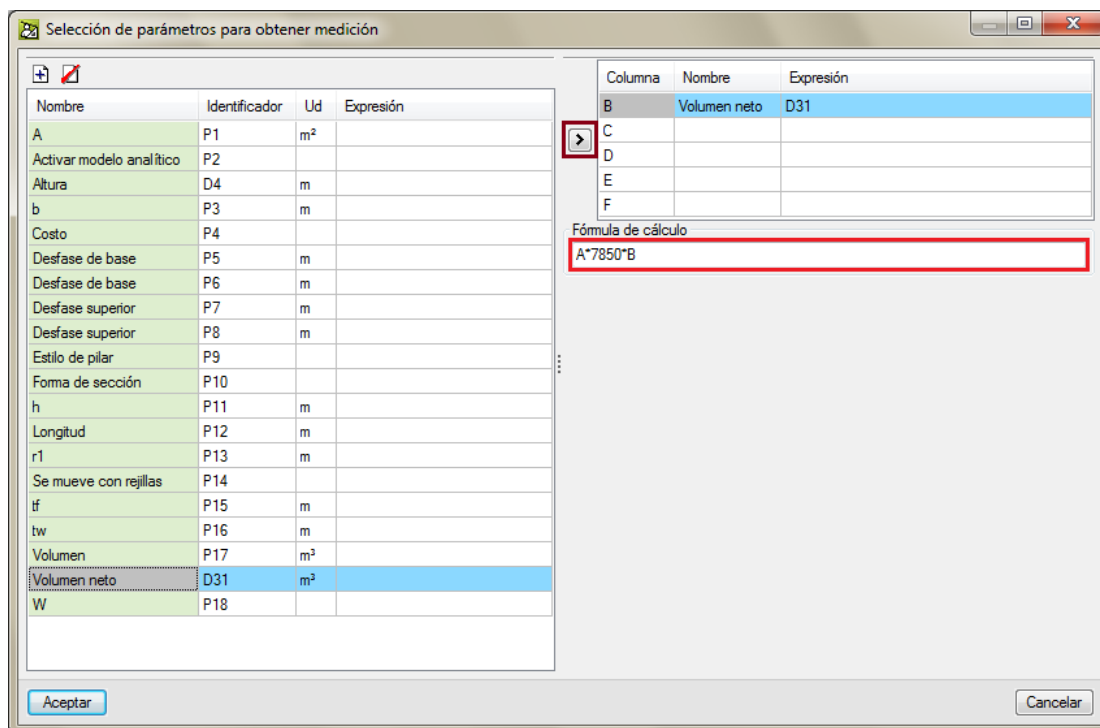 Selección de parámetros para obtener medición
Nombre Identificador Ud Expresión
A P1 m²
Activar modelo analítico P2
Altura D4 m
b P3 m
Costo P4
Desfase de base P5 m
Desfase de base P6 m
Desfase superior P7 m
Desfase superior P8 m
Estilo de pilar P9
Forma de sección P10
h P11 m
Longitud P12 m
r1 P13 m
Se mueve con rejillas P14
tf P15 m
tw P16 m
Volumen P17 m³
Volumen neto D31 m³
W P18
Columna Nombre Expresión
B Volumen neto D31
C
D
E
F
Fórmula de cálculo
A*7850*B
Aceptar
Cancelar